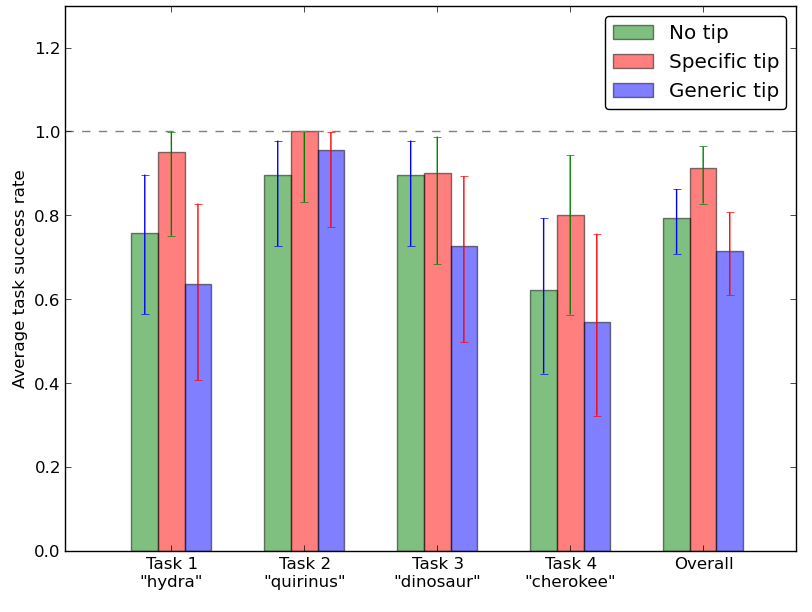 No tip
Specific tip
Generic tip
Average task success rate
1.2
1.0
0.8
0.6
0.4
0.2
0.0
Task 1
"hydra"
Task 2
"quirinus"
Task 3
"dinosaur"
Task 4
"cherokee"
Overall